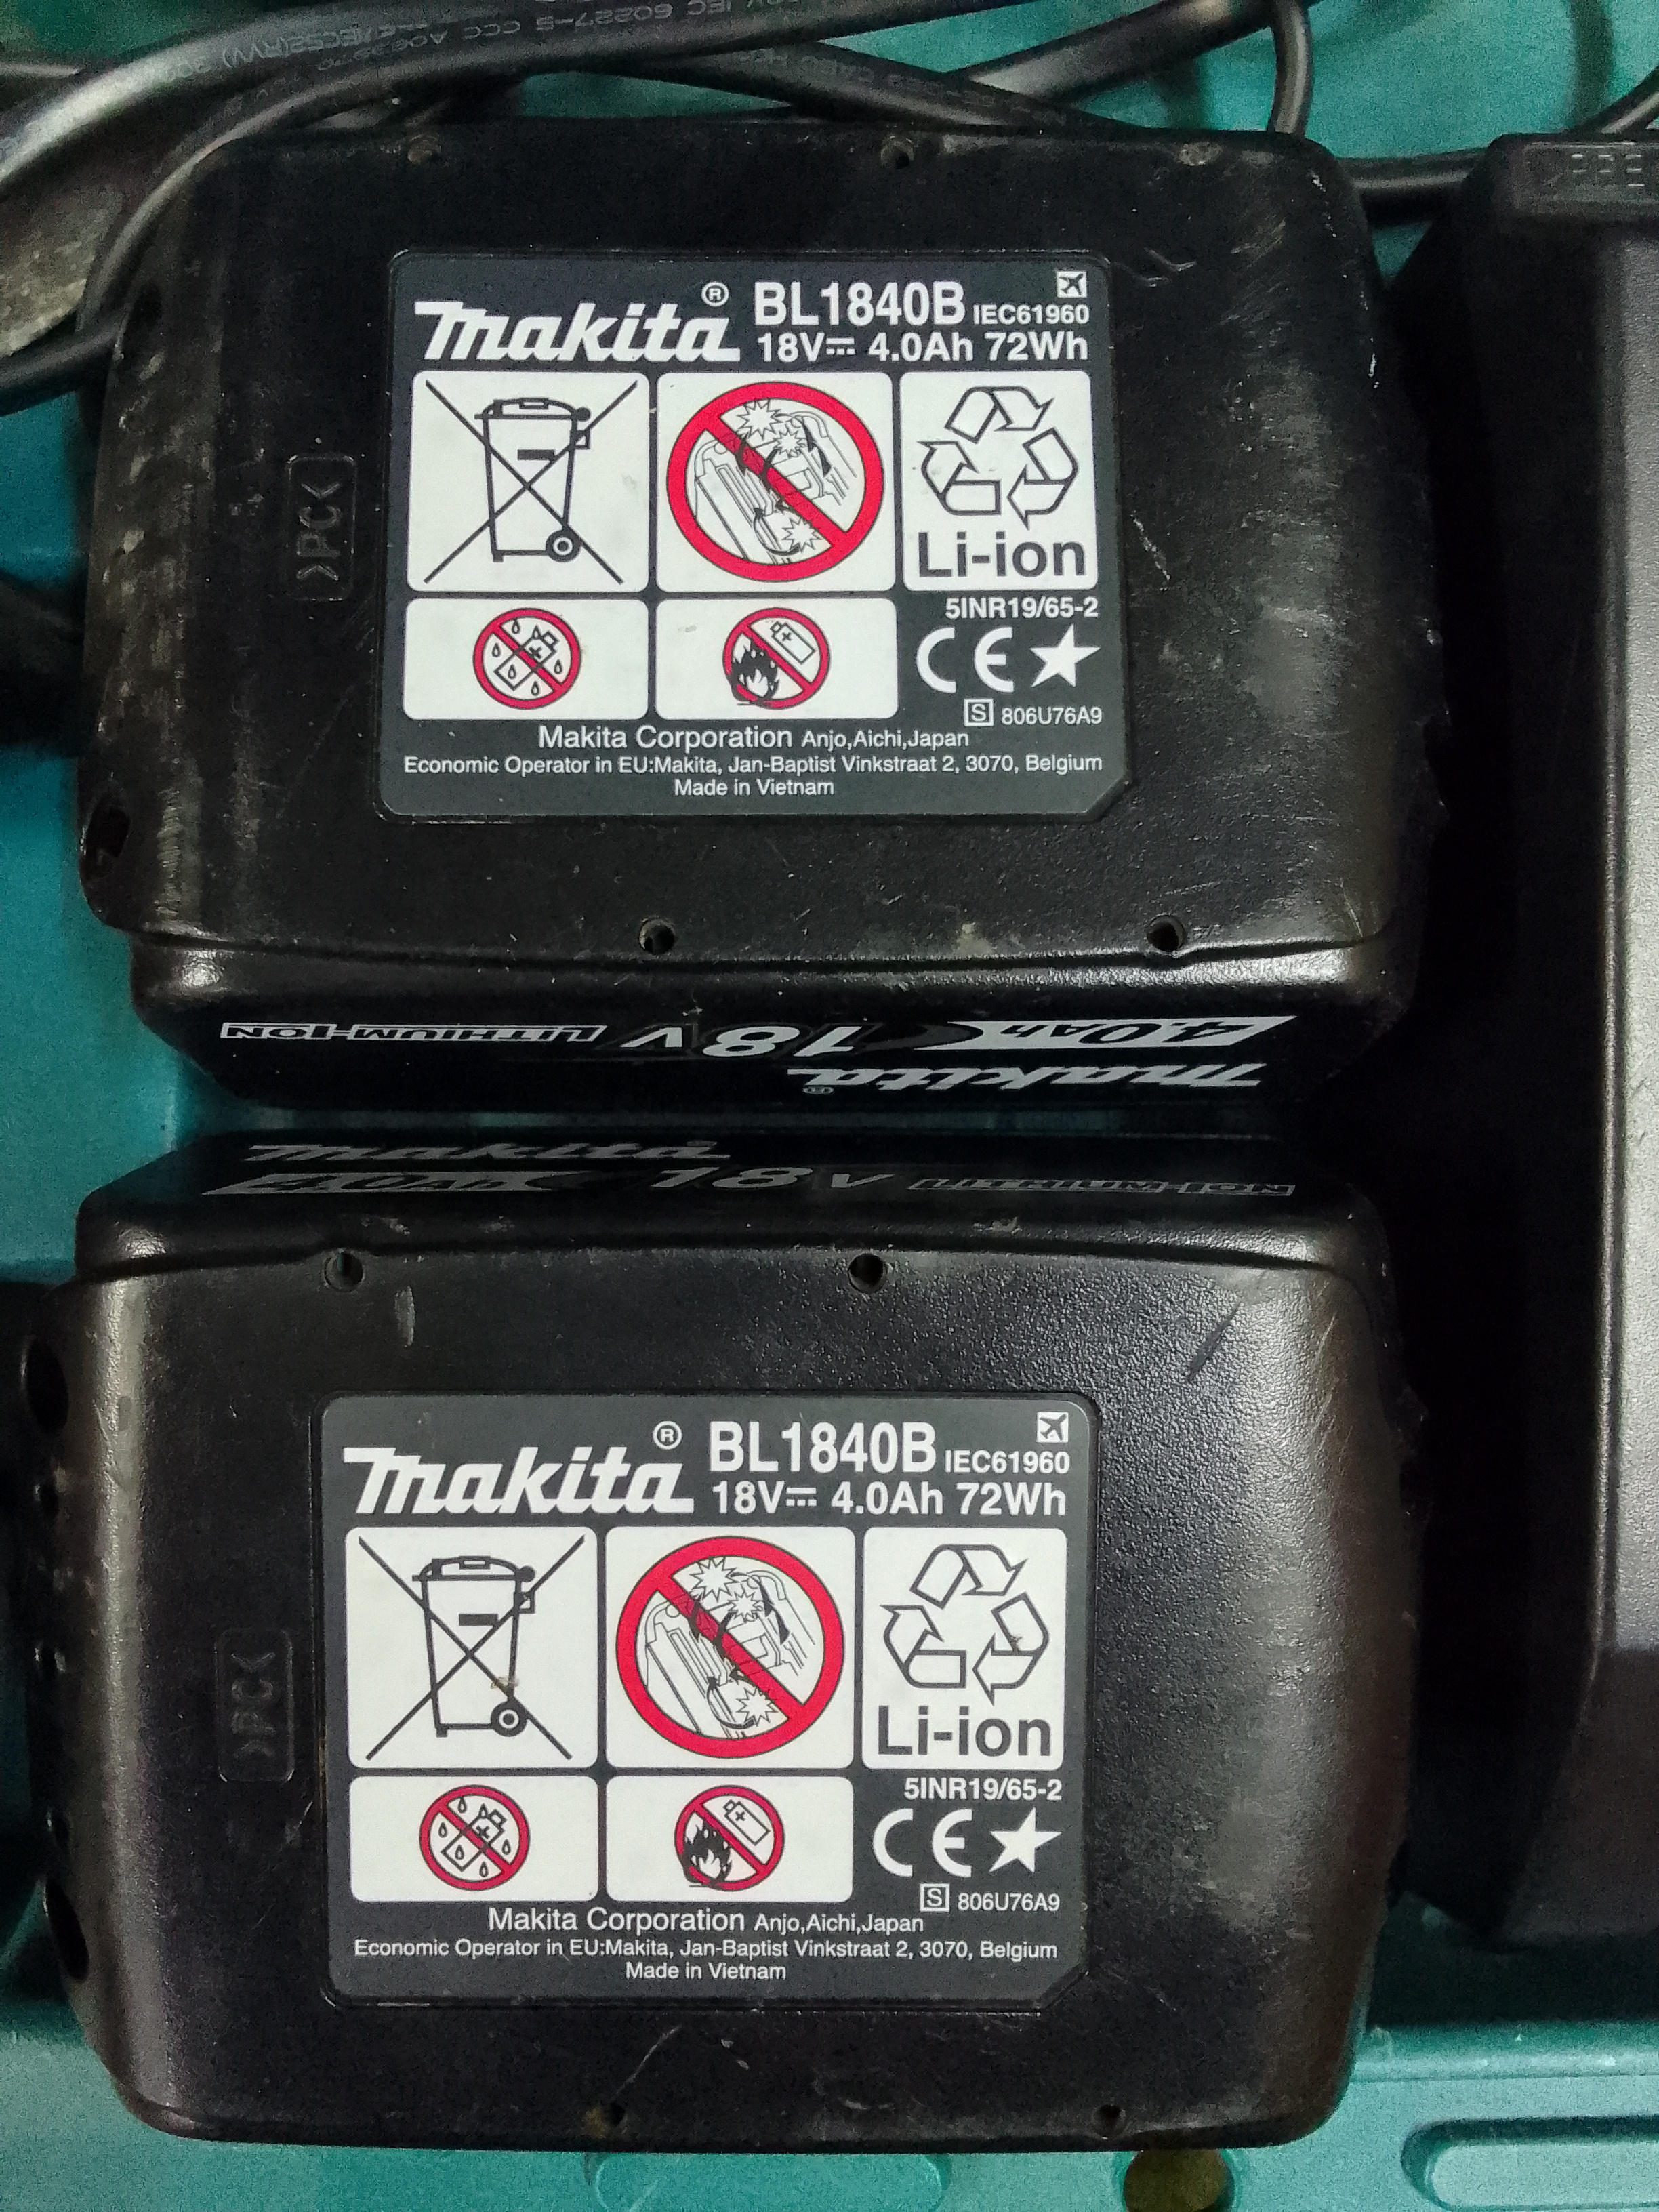 IEC 60227-5 CCC
makita® BL1840B IEC61960
18V 4.0Ah 72Wh
Li-ion
5INR19/65-2
CE
S 806U76A9
Makita Corporation Anjo,Aichi,Japan
Economic Operator in EU:Makita, Jan-Baptist Vinkstraat 2, 3070, Belgium
Made in Vietnam
>PC<
4.0Ah 18V LITHIUM-ION
makita®
makita
4.0Ah 18V LITHIUM-ION
makita® BL1840B IEC61960
18V 4.0Ah 72Wh
>PC<
Li-ion
5INR19/65-2
CE
S 806U76A9
Makita Corporation Anjo,Aichi,Japan
Economic Operator in EU:Makita, Jan-Baptist Vinkstraat 2, 3070, Belgium
Made in Vietnam